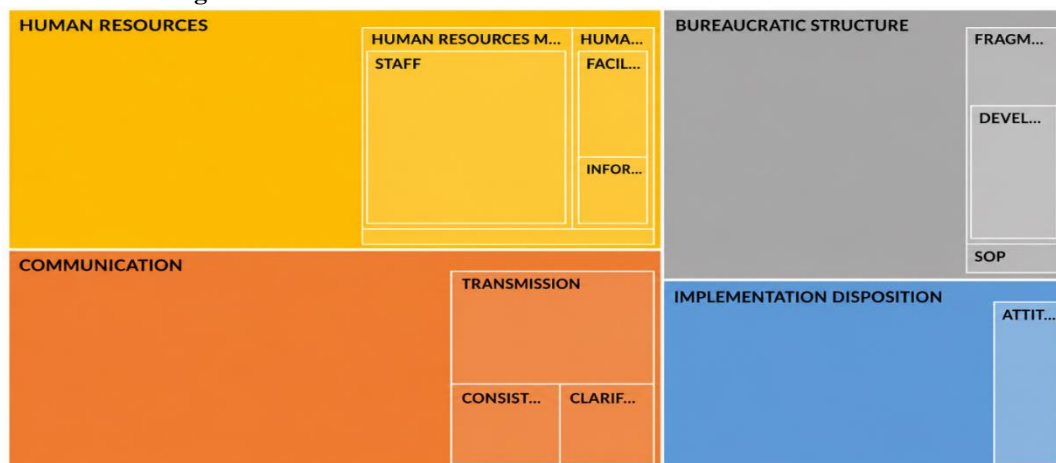 HUMAN RESOURCES
HUMAN RESOURCES M...
HUMA...
STAFF
FACIL...
INFOR...
BUREAUCRATIC STRUCTURE
FRAGM...
DEVEL...
SOP
COMMUNICATION
TRANSMISSION
CONSIST...
CLARIF...
IMPLEMENTATION DISPOSITION
ATTIT...